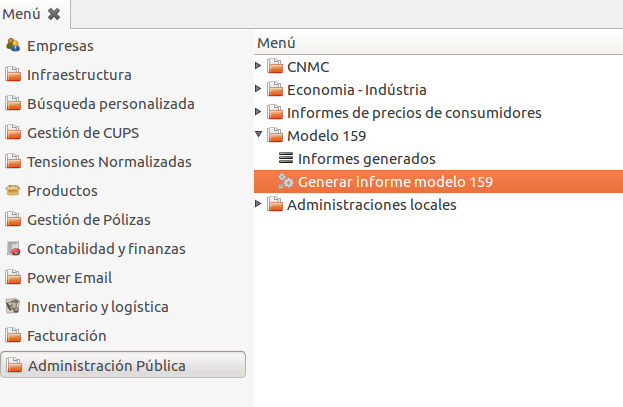 Menú
Empresas
Infraestructura
Búsqueda personalizada
Gestión de CUPS
Tensiones Normalizadas
Productos
Gestión de Pólizas
Contabilidad y finanzas
Power Email
Inventario y logística
Facturación
Administración Pública
Menú
CNMC
Economia - Indústria
Informes de precios de consumidores
Modelo 159
Informes generados
Generar informe modelo 159
Administraciones locales